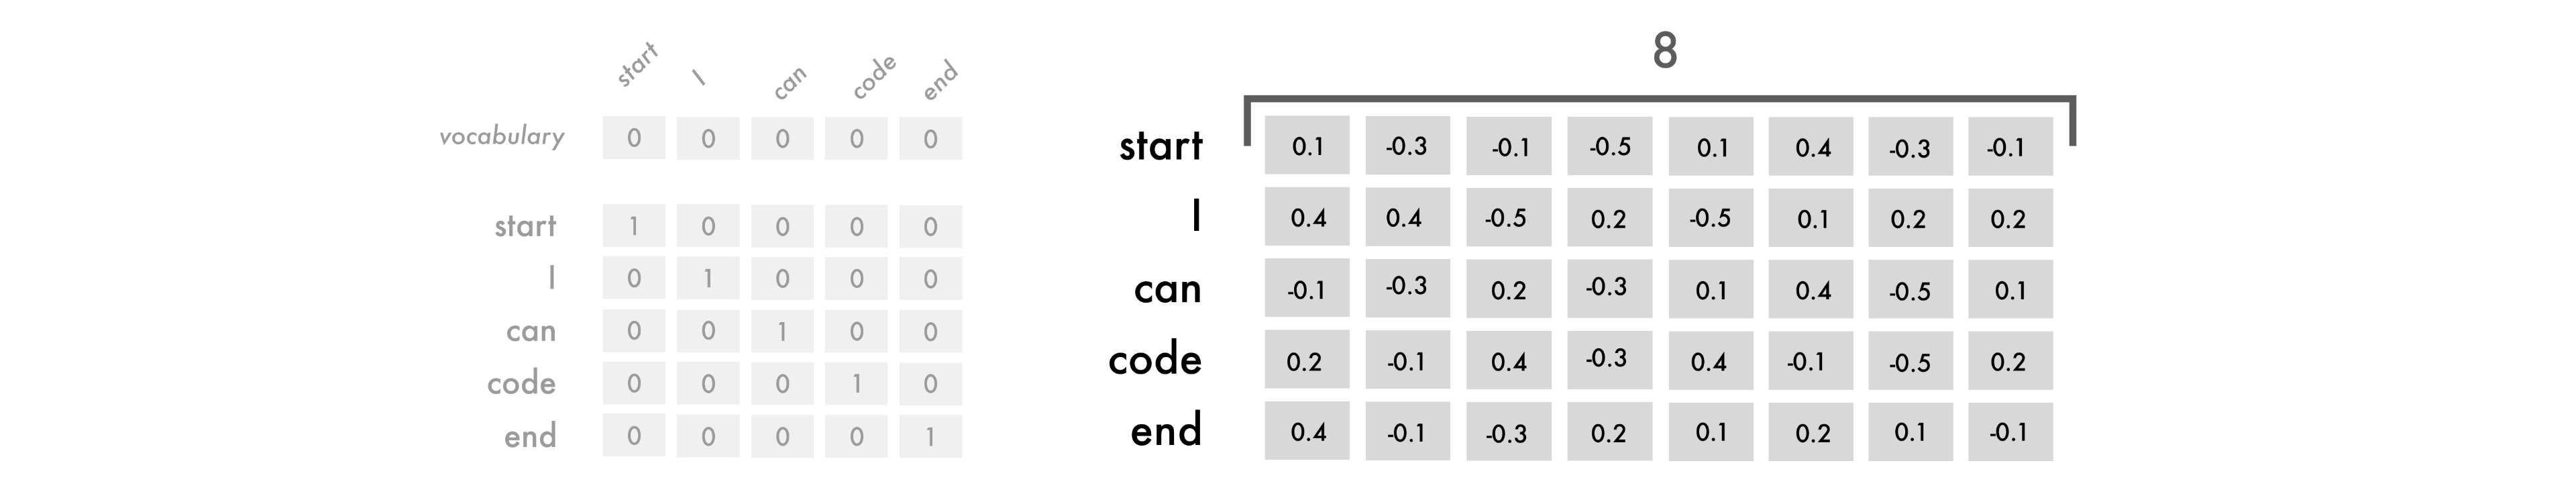 start I can code end
vocabulary 0 0 0 0 0
start 1 0 0 0 0
I 0 1 0 0 0
can 0 0 1 0 0
code 0 0 0 1 0
end 0 0 0 0 1
8
start 0.1 -0.3 -0.1 -0.5 0.1 0.4 -0.3 -0.1
I 0.4 0.4 -0.5 0.2 -0.5 0.1 0.2 0.2
can -0.1 -0.3 0.2 -0.3 0.1 0.4 -0.5 0.1
code 0.2 -0.1 0.4 -0.3 0.4 -0.1 -0.5 0.2
end 0.4 -0.1 -0.3 0.2 0.1 0.2 0.1 -0.1